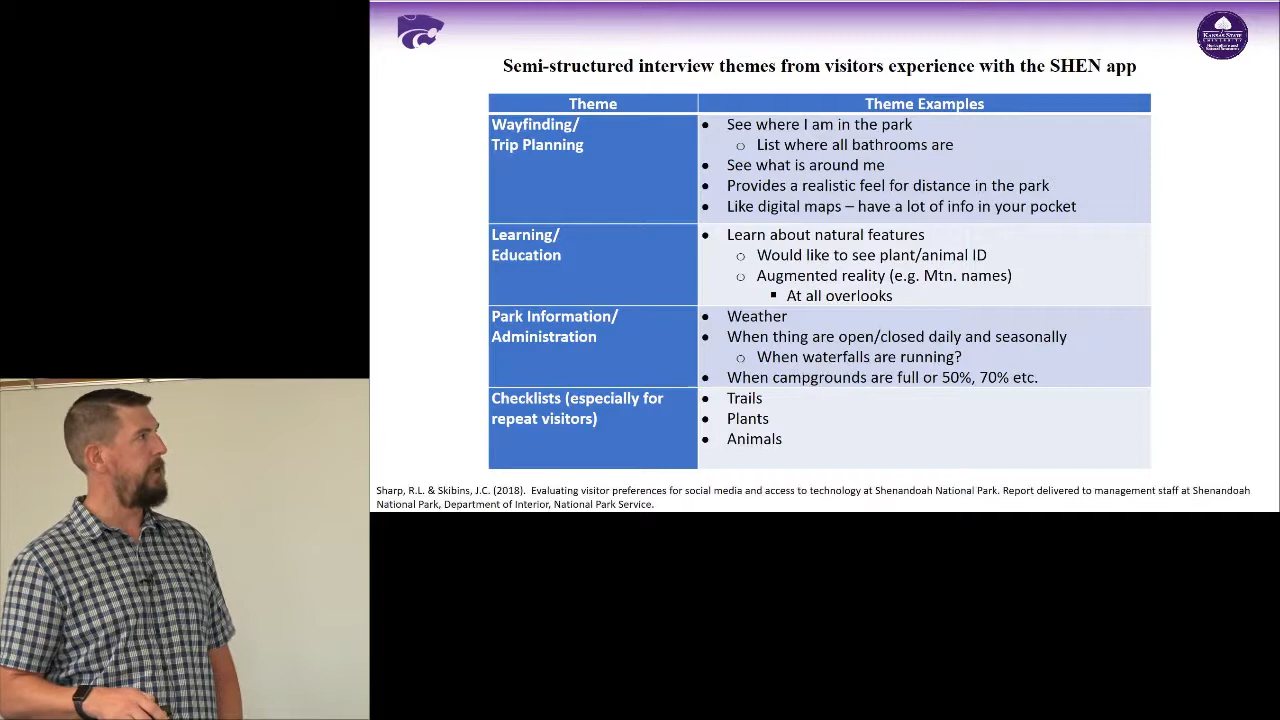 KANSAS STATE
UNIVERSITY
Horticulture and
Natural Resources
Semi-structured interview themes from visitors experience with the SHEN app
Theme
Theme Examples
Wayfinding/
Trip Planning
● See where I am in the park
o List where all bathrooms are
● See what is around me
● Provides a realistic feel for distance in the park
● Like digital maps – have a lot of info in your pocket
Learning/
Education
● Learn about natural features
o Would like to see plant/animal ID
o Augmented reality (e.g. Mtn. names)
▪ At all overlooks
Park Information/
Administration
● Weather
● When thing are open/closed daily and seasonally
o When waterfalls are running?
● When campgrounds are full or 50%, 70% etc.
Checklists (especially for
repeat visitors)
● Trails
● Plants
● Animals
Sharp, R.L. & Skibins, J.C. (2018). Evaluating visitor preferences for social media and access to technology at Shenandoah National Park. Report delivered to management staff at Shenandoah
National Park, Department of Interior, National Park Service.